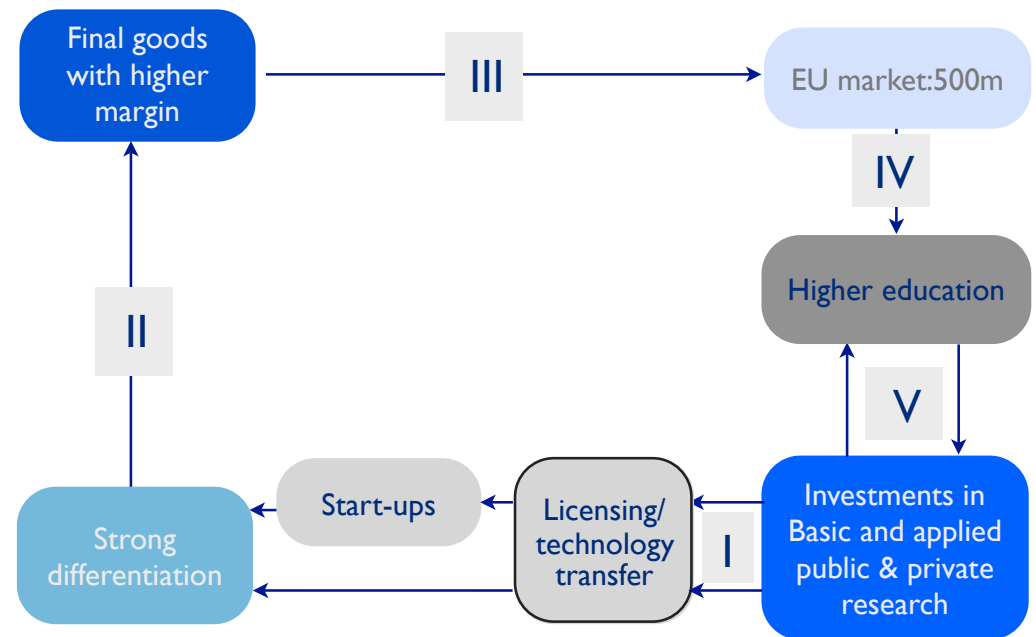 Final goods
with higher
margin
III
EU market:500m
IV
Higher education
II
V
Start-ups
Licensing/
technology
transfer
I
Investments in
Basic and applied
public & private
research
Strong
differentiation